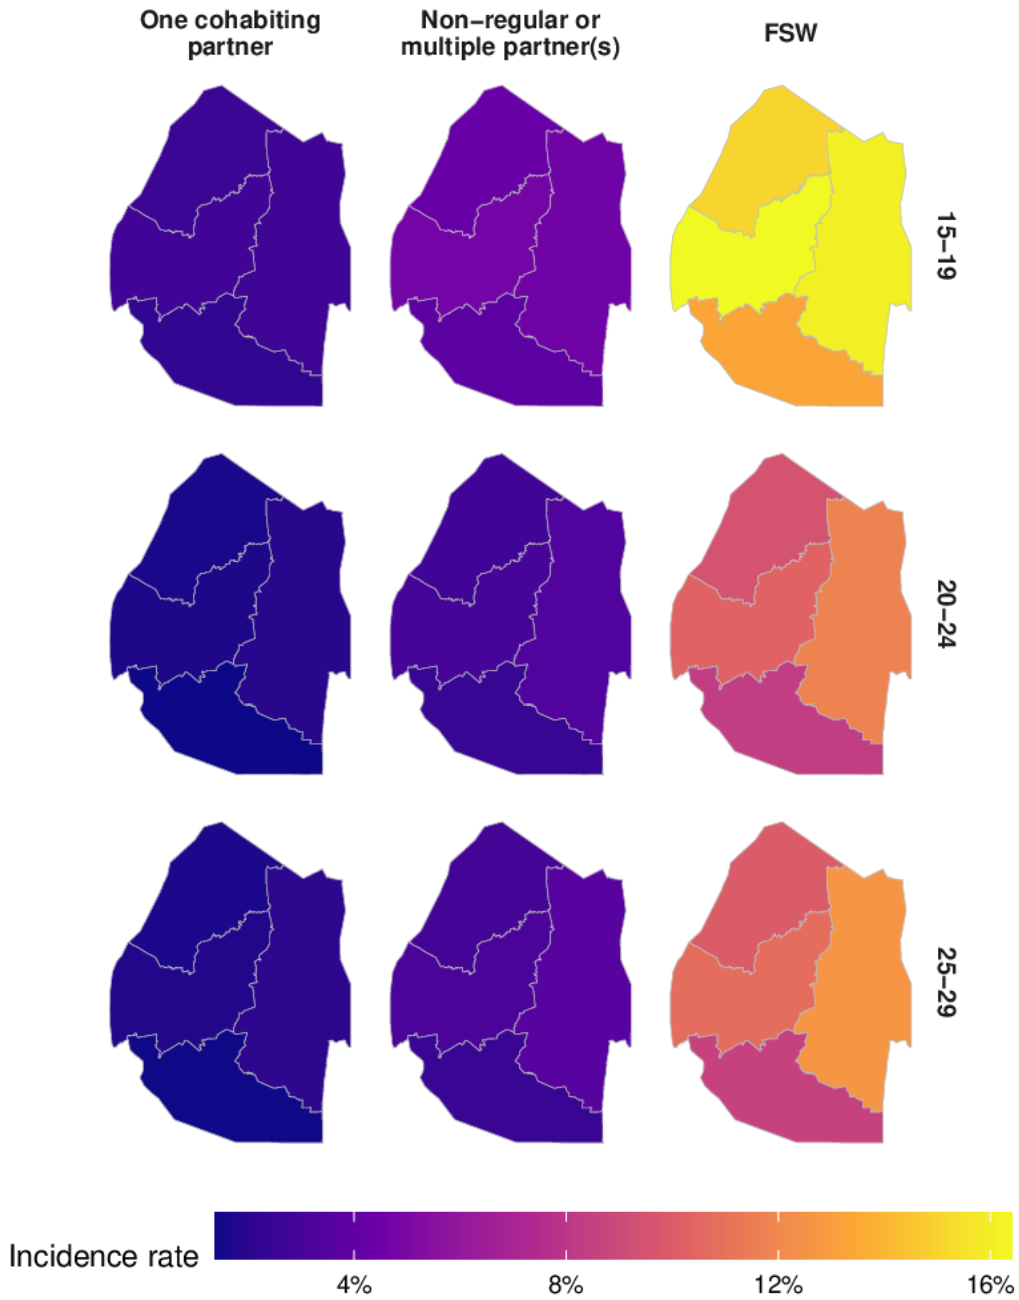 One cohabiting
partner
Non−regular or
multiple partner(s)
FSW
15−19
20−24
25−29
Incidence rate
4%
8%
12%
16%